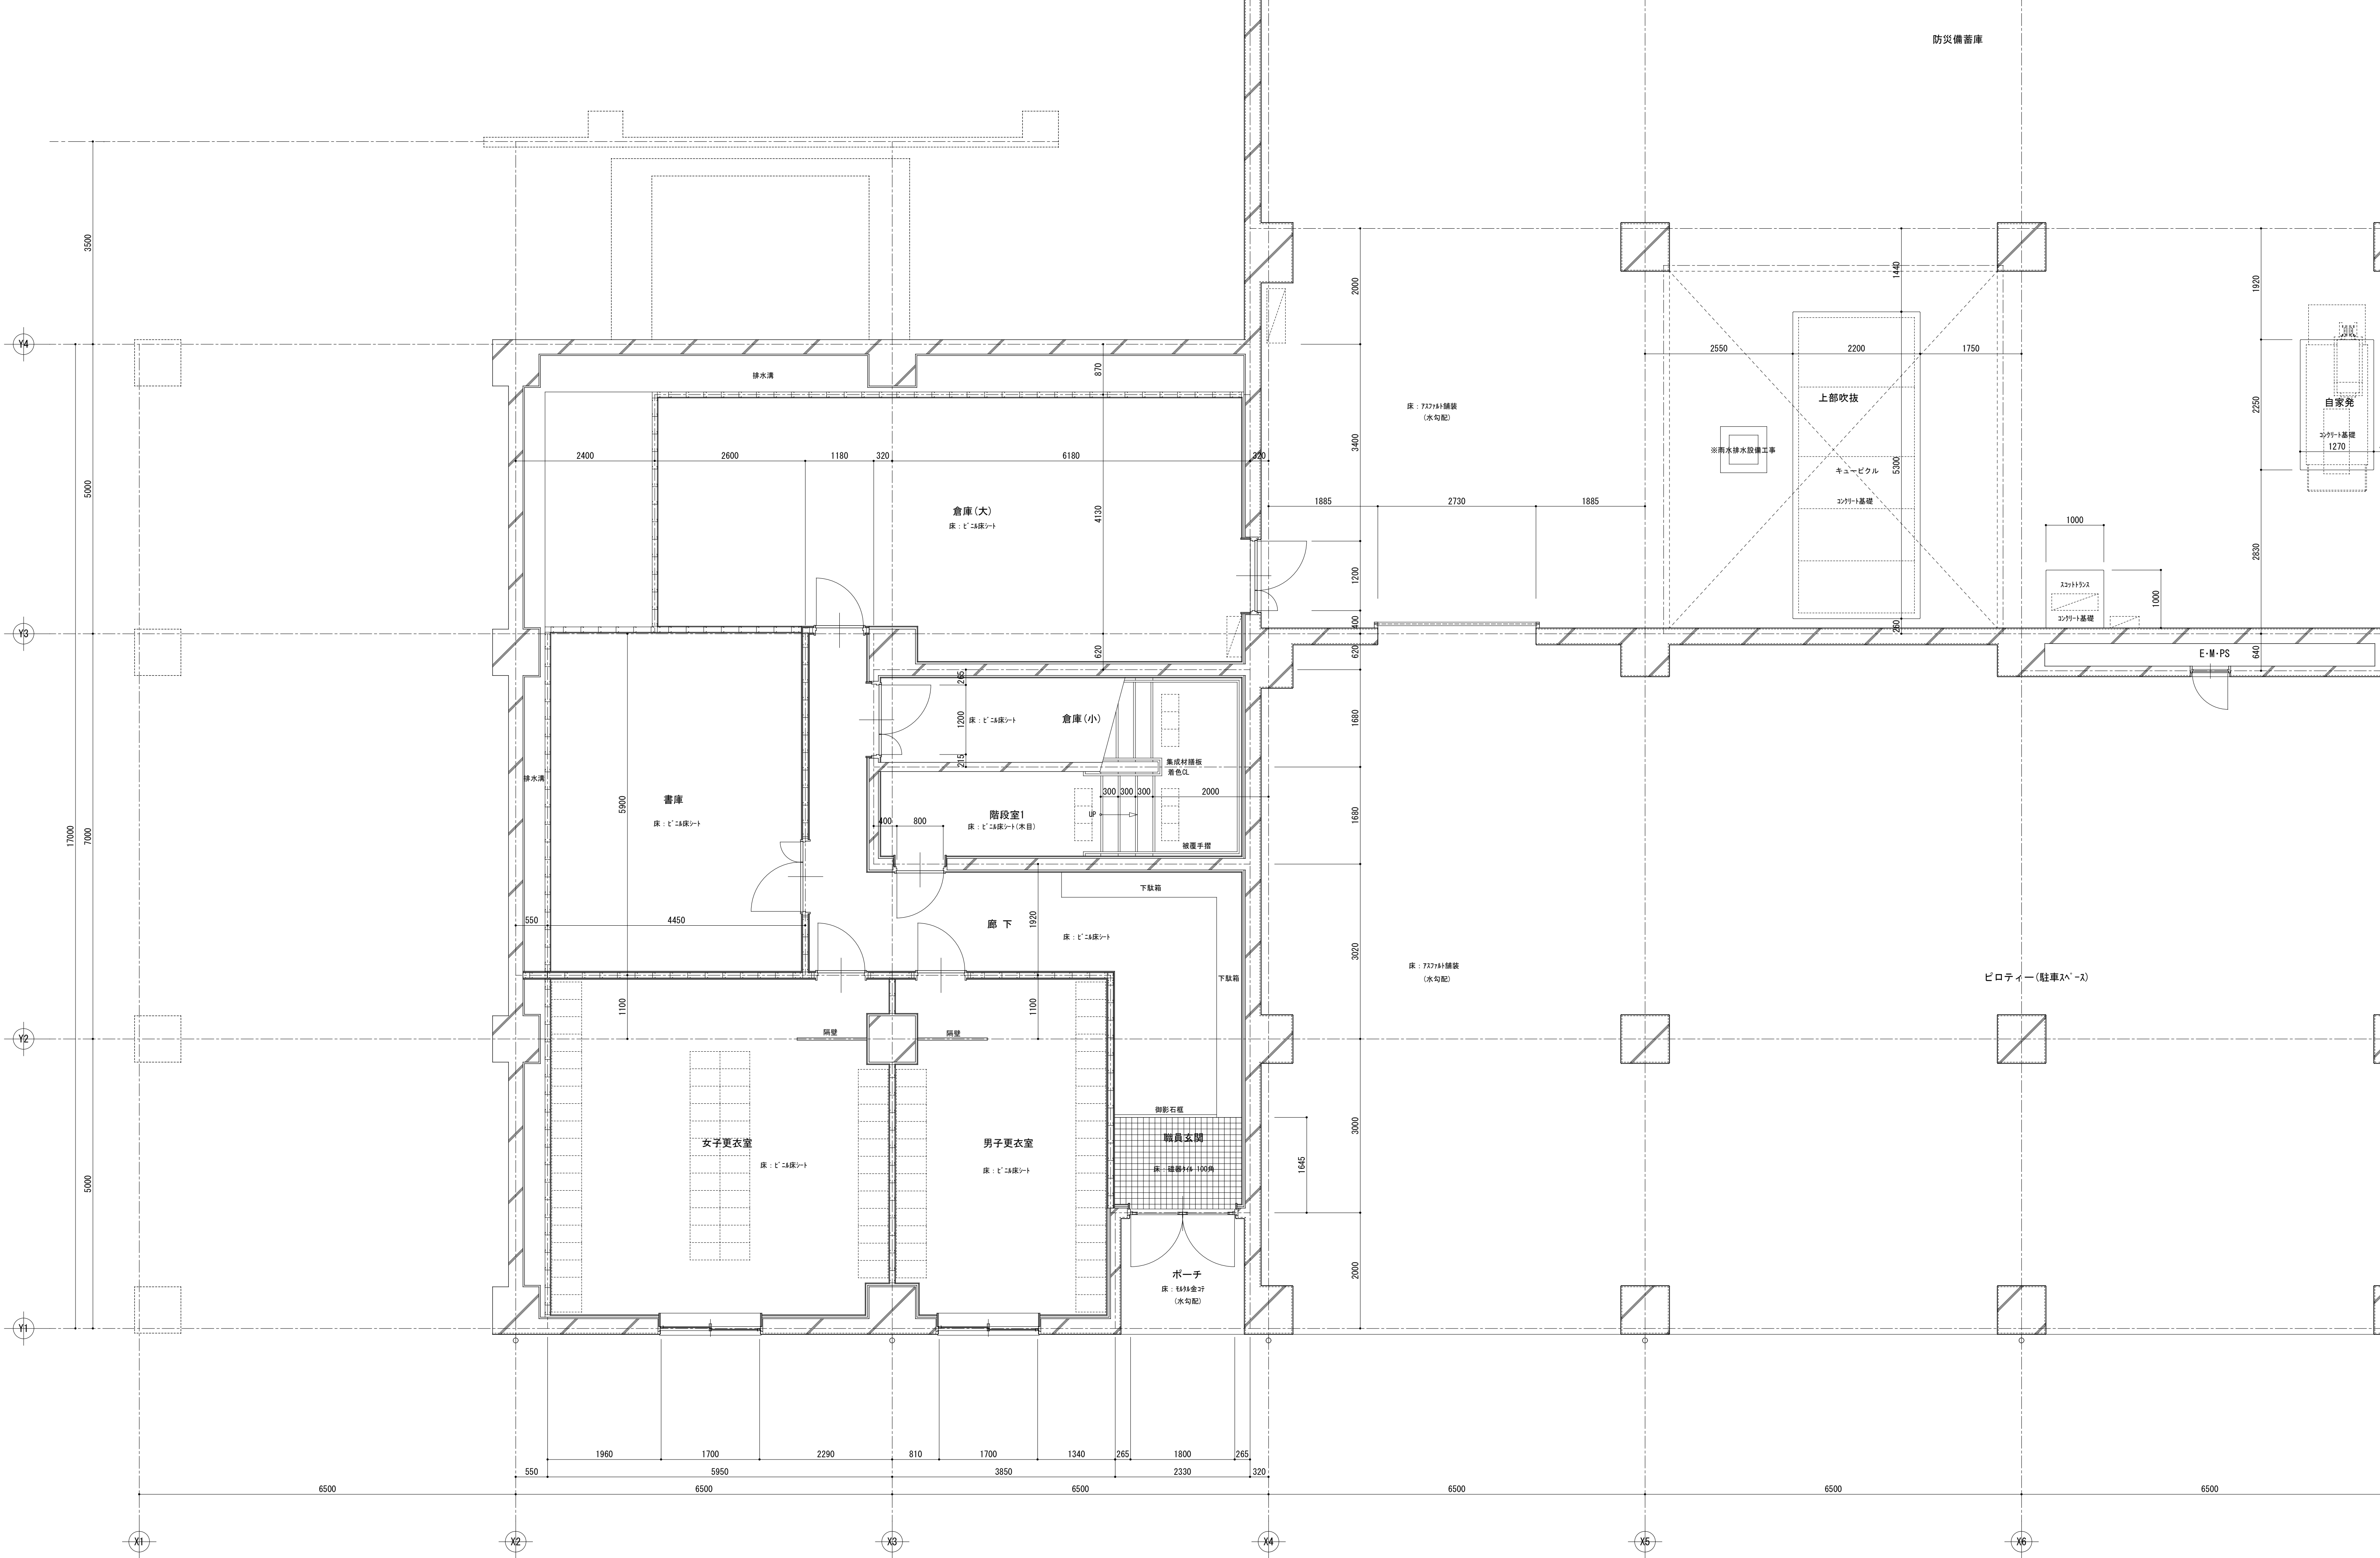 防災備蓄庫
3500
2000
1440
1920
Y4
排水溝
870
2550
2200
1750
上部吹抜
自家発
2250
コンクリート基礎
1270
床：アスファルト舗装
(水勾配)
3400
2400
2600
1180
320
6180
320
※雨水排水設備工事
キュービクル
5300
コンクリート基礎
5000
倉庫(大)
床：ビニル床シート
4130
1885
2730
1885
1000
1200
2830
スコットトランス
コンクリート基礎
1000
Y3
400
260
620
620
640
E・M・PS
265
1200
215
床：ビニル床シート
倉庫(小)
1680
集成材膳板
着色CL
排水溝
書庫
床：ビニル床シート
5900
300
300
300
2000
階段室1
床：ビニル床シート(木目)
UP
400
800
1680
被覆手摺
17000
7000
下駄箱
550
4450
廊 下
1920
床：ビニル床シート
3020
床：アスファルト舗装
(水勾配)
下駄箱
ピロティー(駐車スペース)
1100
1100
隔壁
隔壁
Y2
御影石框
女子更衣室
床：ビニル床シート
男子更衣室
床：ビニル床シート
職員玄関
床：磁器タイル 100角
3000
1645
5000
ポーチ
床：モルタル金コテ
(水勾配)
2000
Y1
1960
1700
2290
810
1700
1340
265
1800
265
550
5950
3850
2330
320
6500
6500
6500
6500
6500
6500
X1
X2
X3
X4
X5
X6